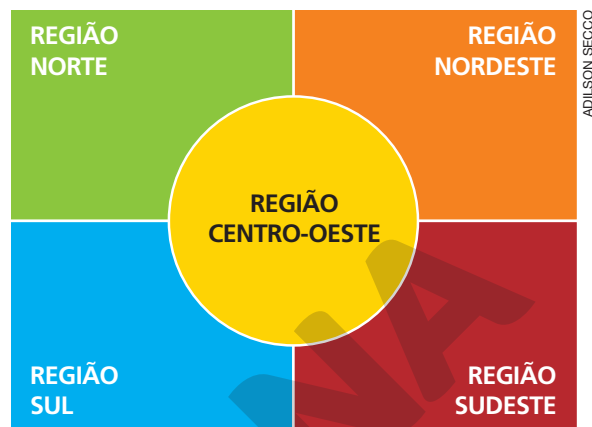 REGIÃO
NORTE
REGIÃO
NORDESTE
ADILSON SECCO
REGIÃO
CENTRO-OESTE
REGIÃO
SUL
REGIÃO
SUDESTE